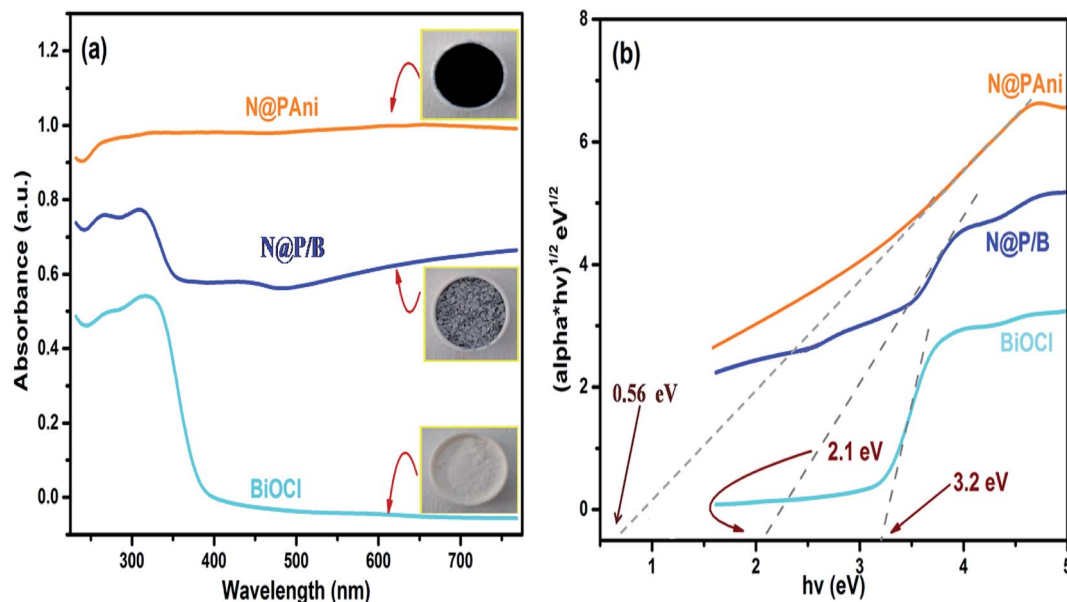 (a)
1.2
1.0
0.8
0.6
0.4
0.2
0.0
Absorbance (a.u.)
N@PAni
N@P/B
BiOCl
300 400 500 600 700
Wavelength (nm)
(b)
8
6
4
2
0
(alpha*hv)1/2 eV1/2
N@PAni
N@P/B
BiOCl
0.56 eV
2.1 eV
3.2 eV
1 2 3 4 5
hv (eV)